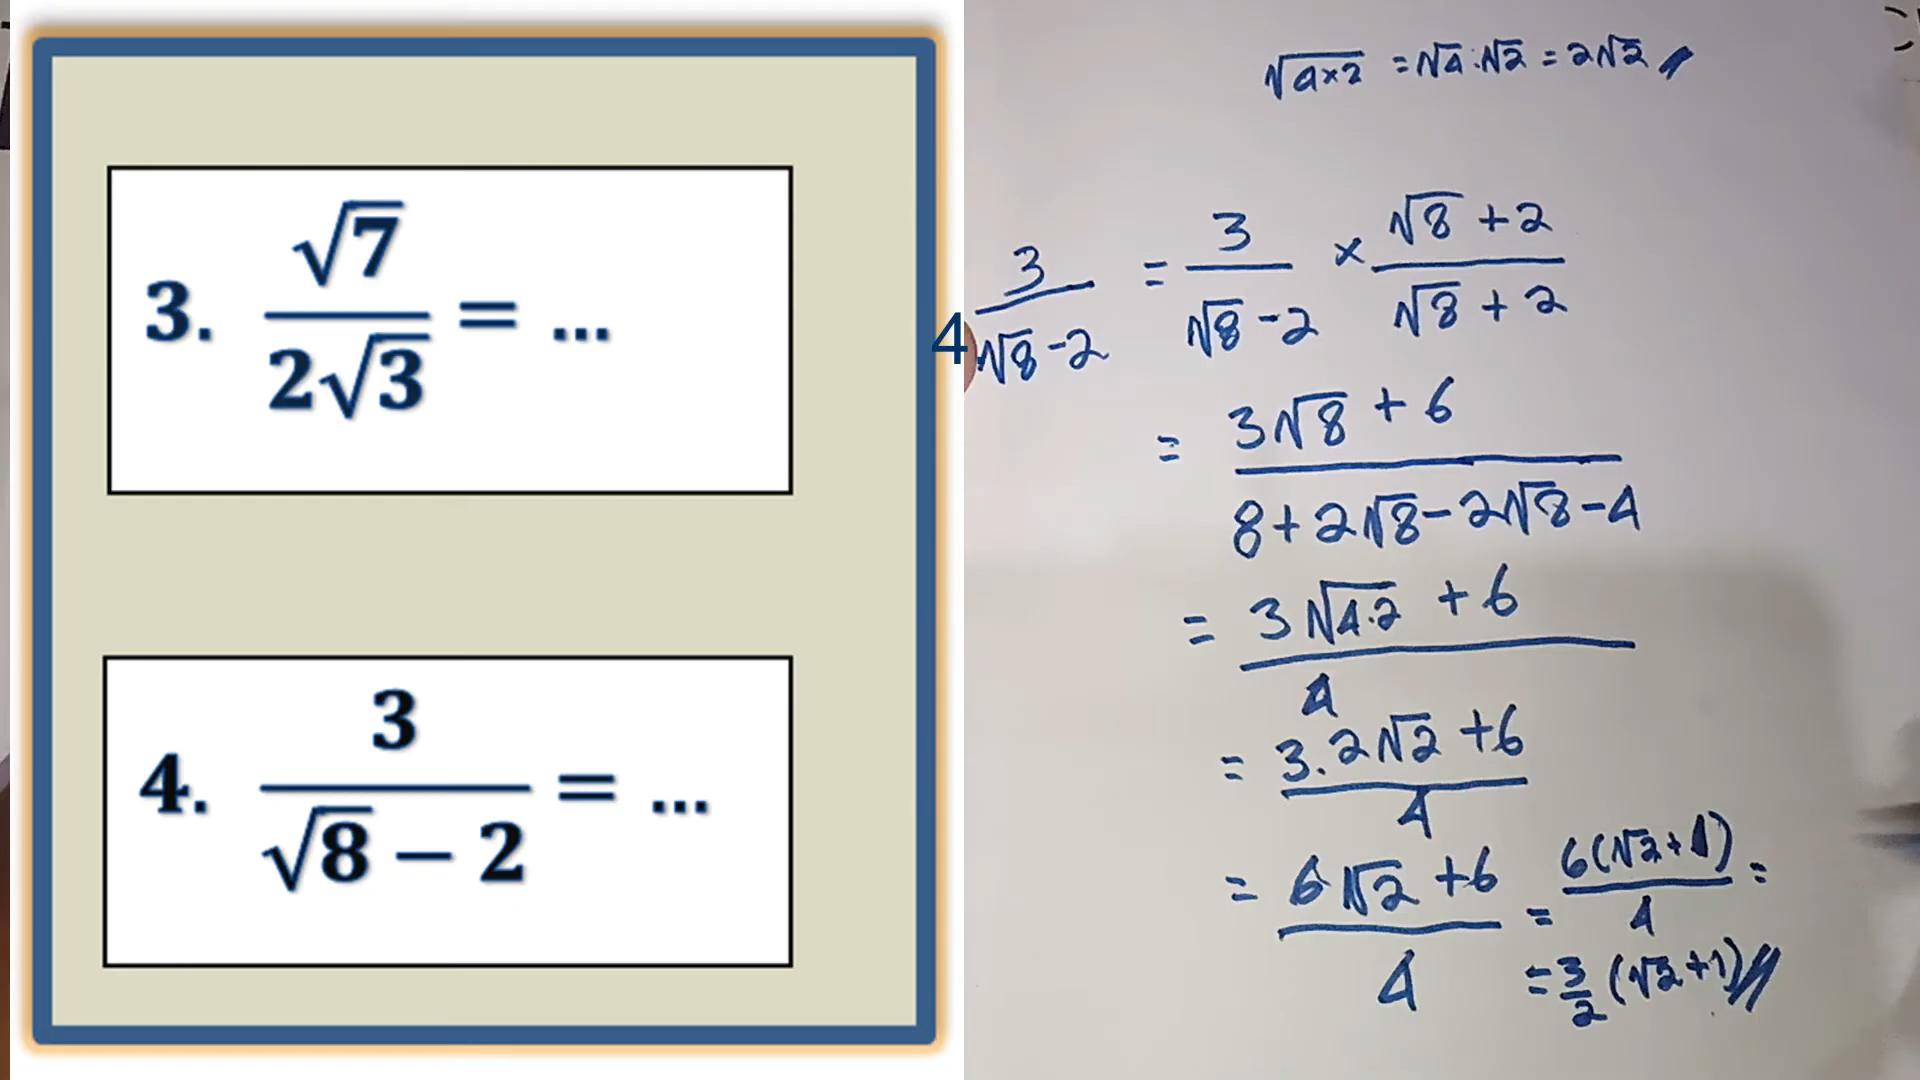 3. √7 / 2√3 = ...
4. 3 / (√8 − 2) = ...
√4×2 = √4 . √2 = 2√2
4. 3 / (√8 - 2) = 3 / (√8 - 2) × (√8 + 2) / (√8 + 2)
= (3√8 + 6) / (8 + 2√8 - 2√8 - 4)
= (3√4.2 + 6) / 4
= (3.2√2 + 6) / 4
= (6√2 + 6) / 4 = 6(√2 + 1) / 4 =
= 3/2 (√2 + 1)